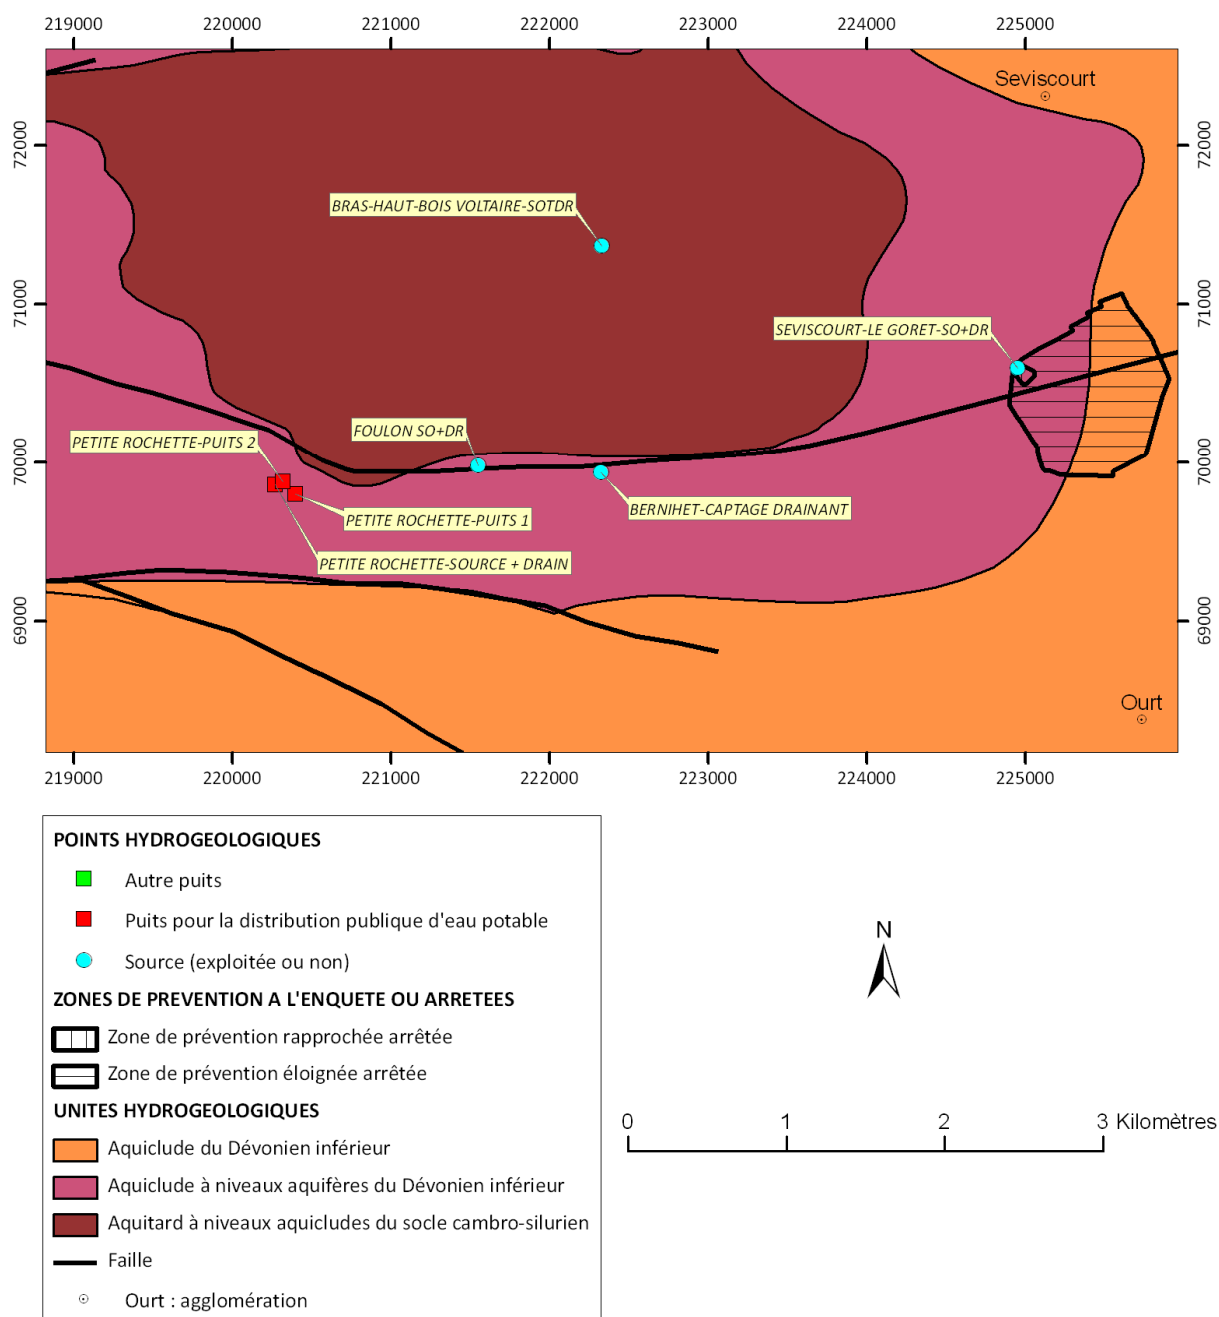 219000 220000 221000 222000 223000 224000 225000
Seviscourt
72000 72000
BRAS-HAUT-BOIS VOLTAIRE-SOTDR
71000 71000
SEVISCOURT-LE GORET-SO+DR
FOULON SO+DR
PETITE ROCHETTE-PUITS 2
70000 70000
BERNIHET-CAPTAGE DRAINANT
PETITE ROCHETTE-PUITS 1
PETITE ROCHETTE-SOURCE + DRAIN
69000 69000
Ourt
219000 220000 221000 222000 223000 224000 225000
POINTS HYDROGEOLOGIQUES
Autre puits
Puits pour la distribution publique d'eau potable
Source (exploitée ou non)
ZONES DE PREVENTION A L'ENQUETE OU ARRETEES
Zone de prévention rapprochée arrêtée
Zone de prévention éloignée arrêtée
UNITES HYDROGEOLOGIQUES
Aquiclude du Dévonien inférieur
Aquiclude à niveaux aquifères du Dévonien inférieur
Aquitard à niveaux aquicludes du socle cambro-silurien
Faille
Ourt : agglomération
N
0 1 2 3 Kilomètres